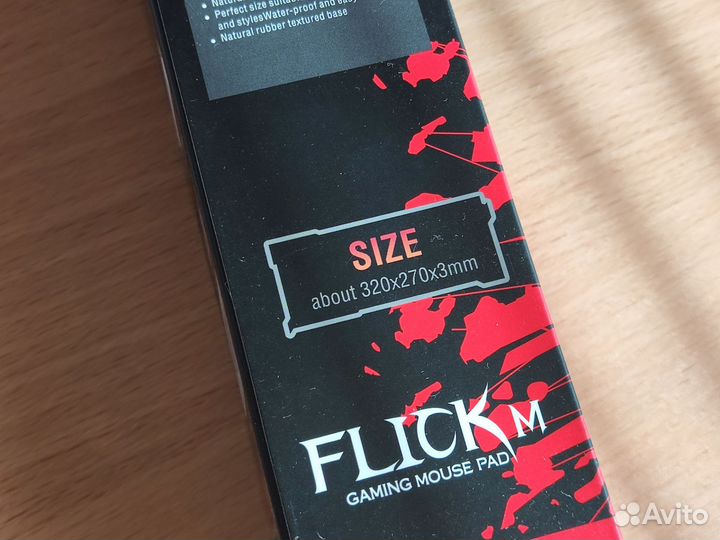 • Perfect size suita
and stylesWater-proof and easy
• Natural rubber textured base
SIZE
about 320x270x3mm
FLICK M
GAMING MOUSE PAD
Avito